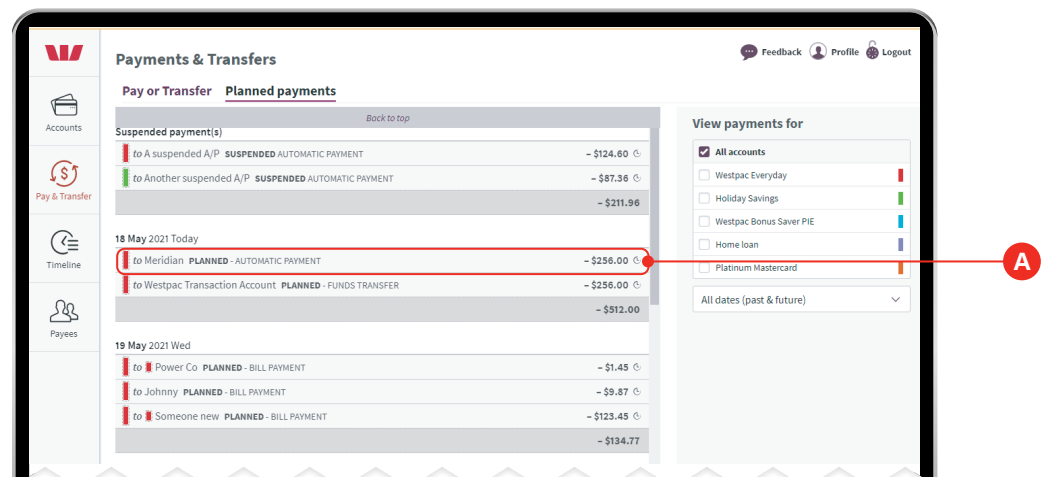 Payments & Transfers
Feedback
Profile
Logout
Pay or Transfer
Planned payments
Accounts
Pay & Transfer
Timeline
Payees
Back to top
Suspended payment(s)
to A suspended A/P SUSPENDED AUTOMATIC PAYMENT – $124.60
to Another suspended A/P SUSPENDED AUTOMATIC PAYMENT – $87.36
– $211.96
18 May 2021 Today
to Meridian PLANNED - AUTOMATIC PAYMENT – $256.00
to Westpac Transaction Account PLANNED - FUNDS TRANSFER – $256.00
– $512.00
19 May 2021 Wed
to Power Co PLANNED - BILL PAYMENT – $1.45
to Johnny PLANNED - BILL PAYMENT – $9.87
to Someone new PLANNED - BILL PAYMENT – $123.45
– $134.77
View payments for
All accounts
Westpac Everyday
Holiday Savings
Westpac Bonus Saver PIE
Home loan
Platinum Mastercard
All dates (past & future)
A